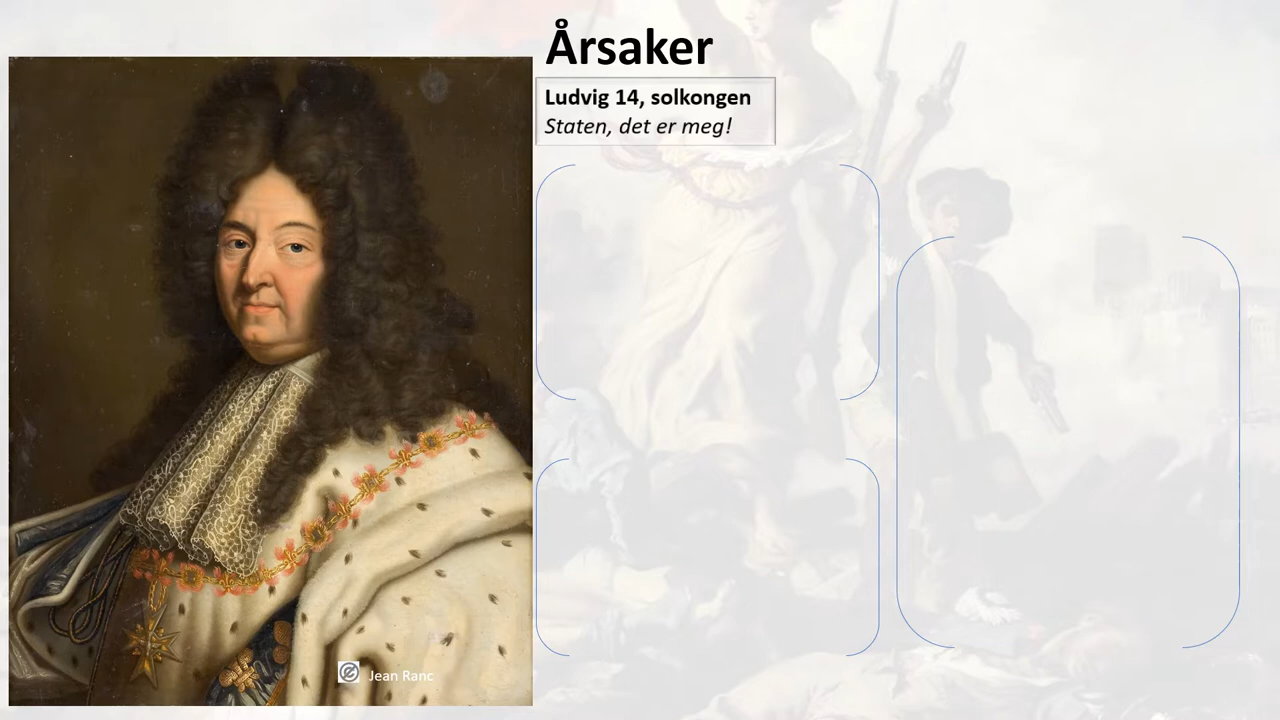 Årsaker
Ludvig 14, solkongen
Staten, det er meg!
Jean Ranc